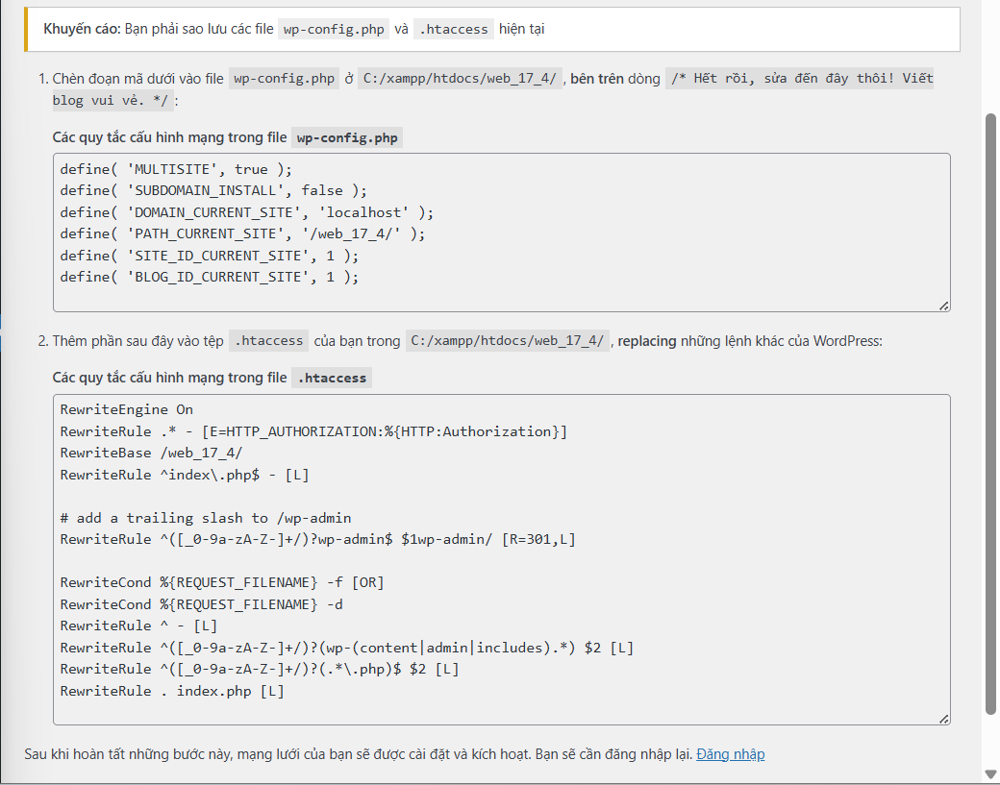 Khuyến cáo: Bạn phải sao lưu các file wp-config.php và .htaccess hiện tại
1. Chèn đoạn mã dưới vào file wp-config.php ở C:/xampp/htdocs/web_17_4/ , bên trên dòng /* Hết rồi, sửa đến đây thôi! Viết
blog vui vẻ. */ :
Các quy tắc cấu hình mạng trong file wp-config.php
define( 'MULTISITE', true );
define( 'SUBDOMAIN_INSTALL', false );
define( 'DOMAIN_CURRENT_SITE', 'localhost' );
define( 'PATH_CURRENT_SITE', '/web_17_4/' );
define( 'SITE_ID_CURRENT_SITE', 1 );
define( 'BLOG_ID_CURRENT_SITE', 1 );
2. Thêm phần sau đây vào tệp .htaccess của bạn trong C:/xampp/htdocs/web_17_4/ , replacing những lệnh khác của WordPress:
Các quy tắc cấu hình mạng trong file .htaccess
RewriteEngine On
RewriteRule .* - [E=HTTP_AUTHORIZATION:%{HTTP:Authorization}]
RewriteBase /web_17_4/
RewriteRule ^index\.php$ - [L]
# add a trailing slash to /wp-admin
RewriteRule ^([_0-9a-zA-Z-]+/)?wp-admin$ $1wp-admin/ [R=301,L]
RewriteCond %{REQUEST_FILENAME} -f [OR]
RewriteCond %{REQUEST_FILENAME} -d
RewriteRule ^ - [L]
RewriteRule ^([_0-9a-zA-Z-]+/)?(wp-(content|admin|includes).*) $2 [L]
RewriteRule ^([_0-9a-zA-Z-]+/)?(.*\.php)$ $2 [L]
RewriteRule . index.php [L]
Sau khi hoàn tất những bước này, mạng lưới của bạn sẽ được cài đặt và kích hoạt. Bạn sẽ cần đăng nhập lại. Đăng nhập